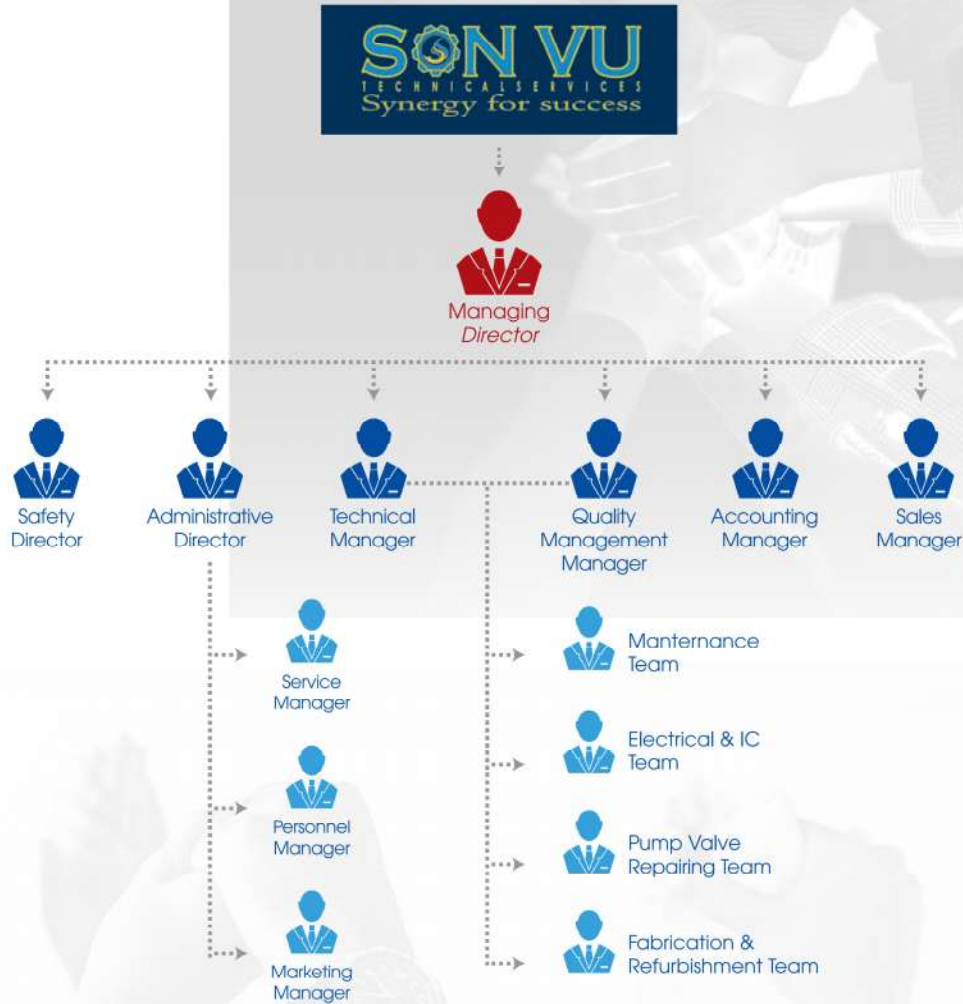 SON VU
TECHNICALSERVICES
Synergy for success
Managing
Director
Safety
Director
Administrative
Director
Technical
Manager
Quality
Management
Manager
Accounting
Manager
Sales
Manager
Service
Manager
Personnel
Manager
Marketing
Manager
Manternance
Team
Electrical & IC
Team
Pump Valve
Repairing Team
Fabrication &
Refurbishment Team